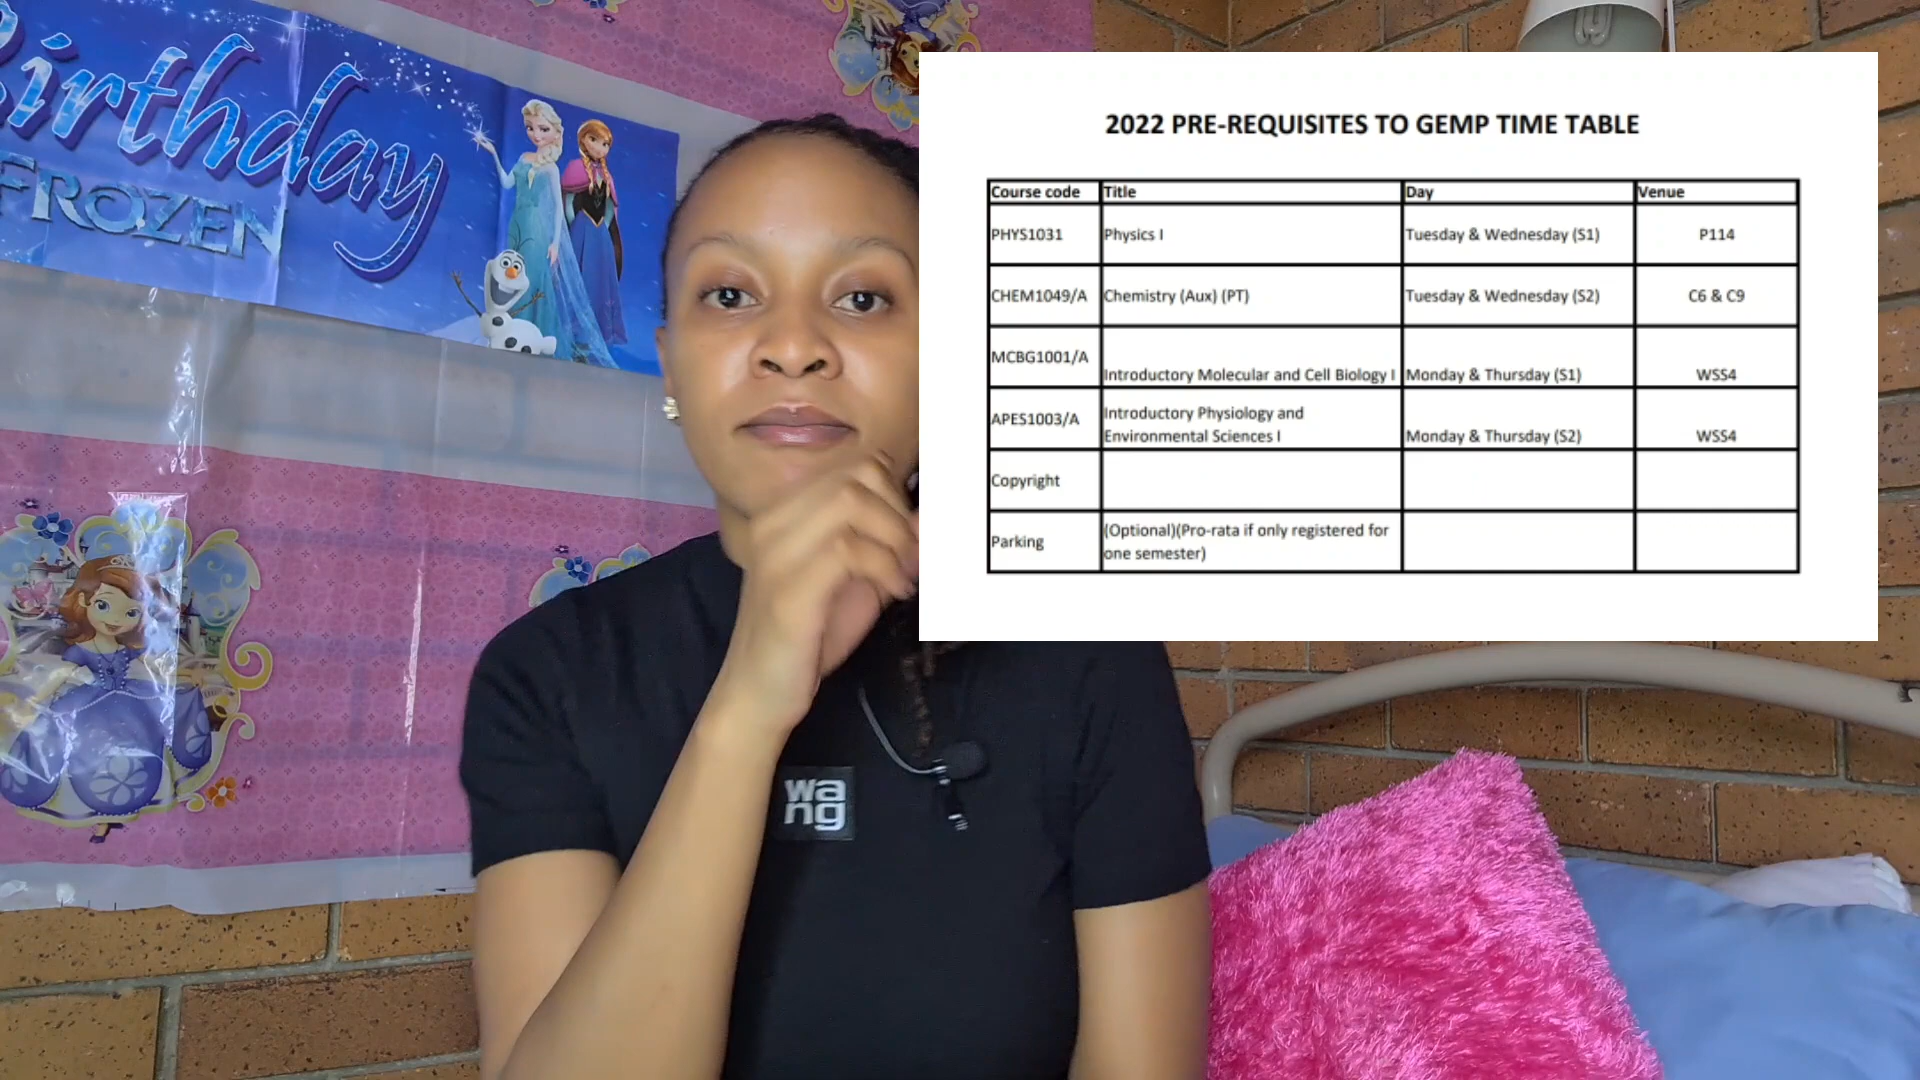 Birthday
FROZEN
wa
ng
2022 PRE-REQUISITES TO GEMP TIME TABLE
Course code Title Day Venue
PHYS1031 Physics I Tuesday & Wednesday (S1) P114
CHEM1049/A Chemistry (Aux) (PT) Tuesday & Wednesday (S2) C6 & C9
MCBG1001/A Introductory Molecular and Cell Biology I Monday & Thursday (S1) WSS4
APES1003/A Introductory Physiology and
Environmental Sciences I Monday & Thursday (S2) WSS4
Copyright
Parking (Optional)(Pro-rata if only registered for
one semester)